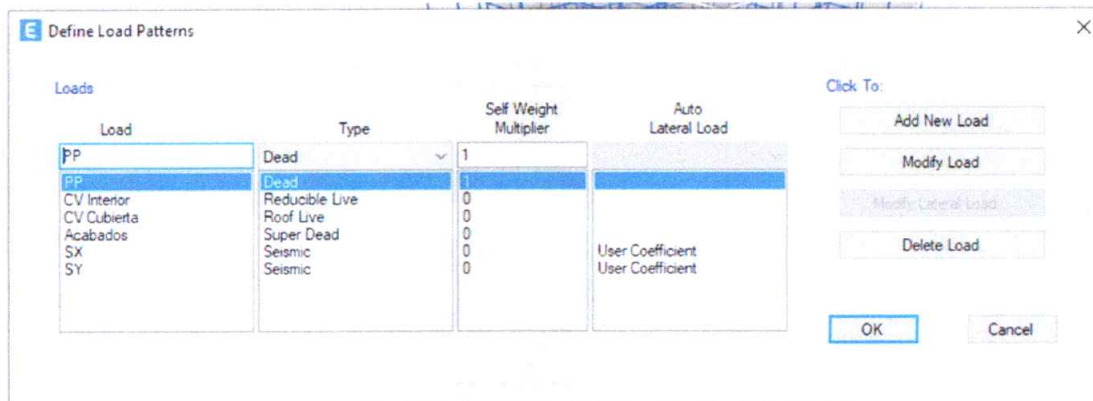 E Define Load Patterns
Loads
Click To:
Load Type Self Weight Multiplier Auto Lateral Load
Add New Load
PP Dead 1
Modify Load
PP Dead 1
CV Interior Reducible Live 0
Modify Lateral Load
CV Cubierta Roof Live 0
Acabados Super Dead 0
Delete Load
SX Seismic 0 User Coefficient
SY Seismic 0 User Coefficient
OK Cancel